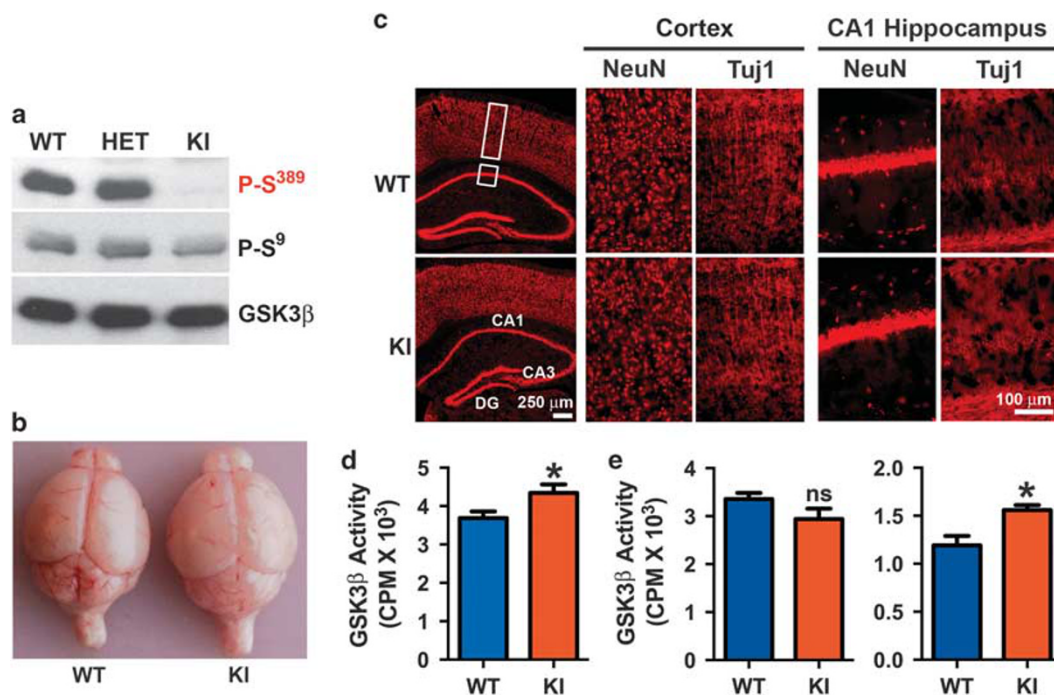 a
WT HET KI
P-S³⁸⁹
P-S⁹
GSK3β
b
WT KI
c
Cortex CA1 Hippocampus
NeuN Tuj1 NeuN Tuj1
WT
KI
CA1
CA3
DG
250 μm
100 μm
d
GSK3β Activity
(CPM X 10³)
5
4
3
2
1
0
*
WT KI
e
GSK3β Activity
(CPM X 10³)
4
3
2
1
0
ns
WT KI
2.0
1.5
1.0
0.5
0.0
*
WT KI